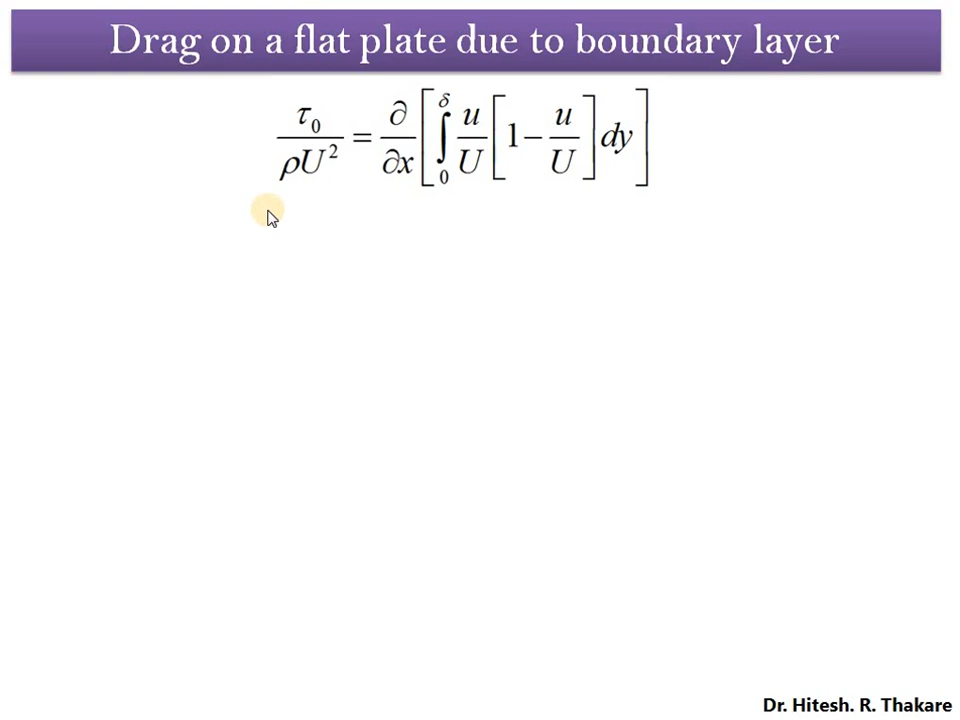 Drag on a flat plate due to boundary layer
τ₀/ρU² = ∂/∂x [∫₀^δ u/U [1 − u/U] dy]
Dr. Hitesh. R. Thakare